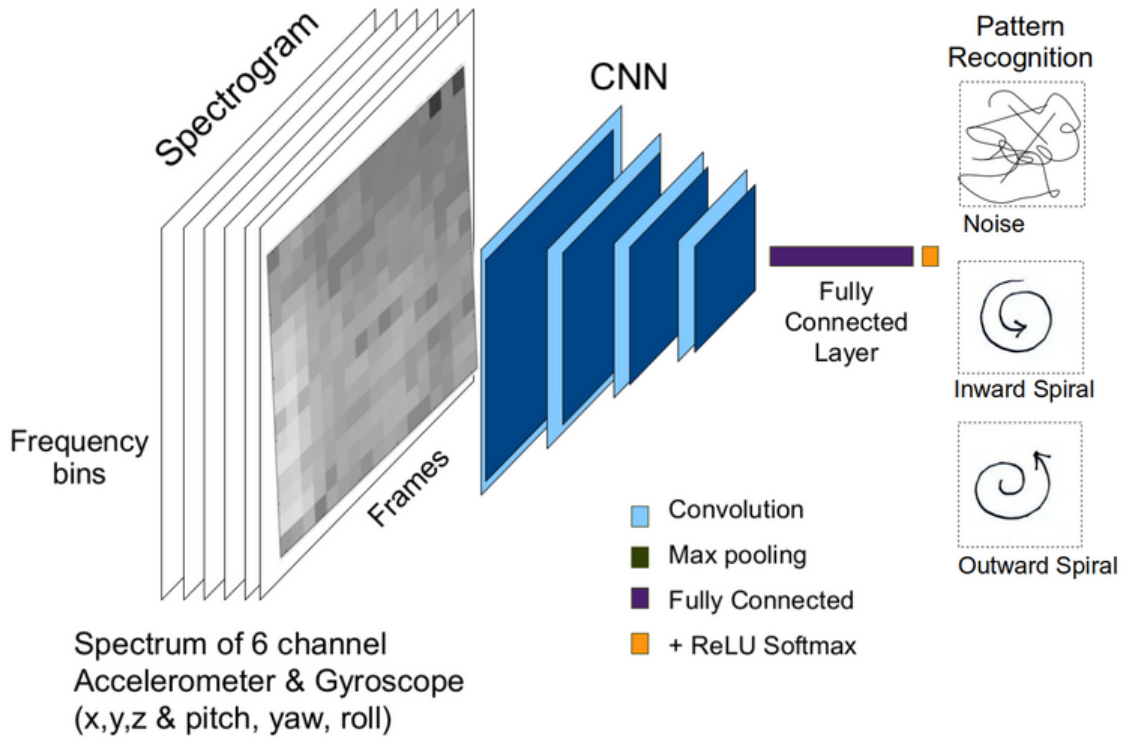 Spectrogram
CNN
Pattern
Recognition
Noise
Inward Spiral
Outward Spiral
Fully
Connected
Layer
Frequency
bins
Frames
Convolution
Max pooling
Fully Connected
+ ReLU Softmax
Spectrum of 6 channel
Accelerometer & Gyroscope
(x,y,z & pitch, yaw, roll)